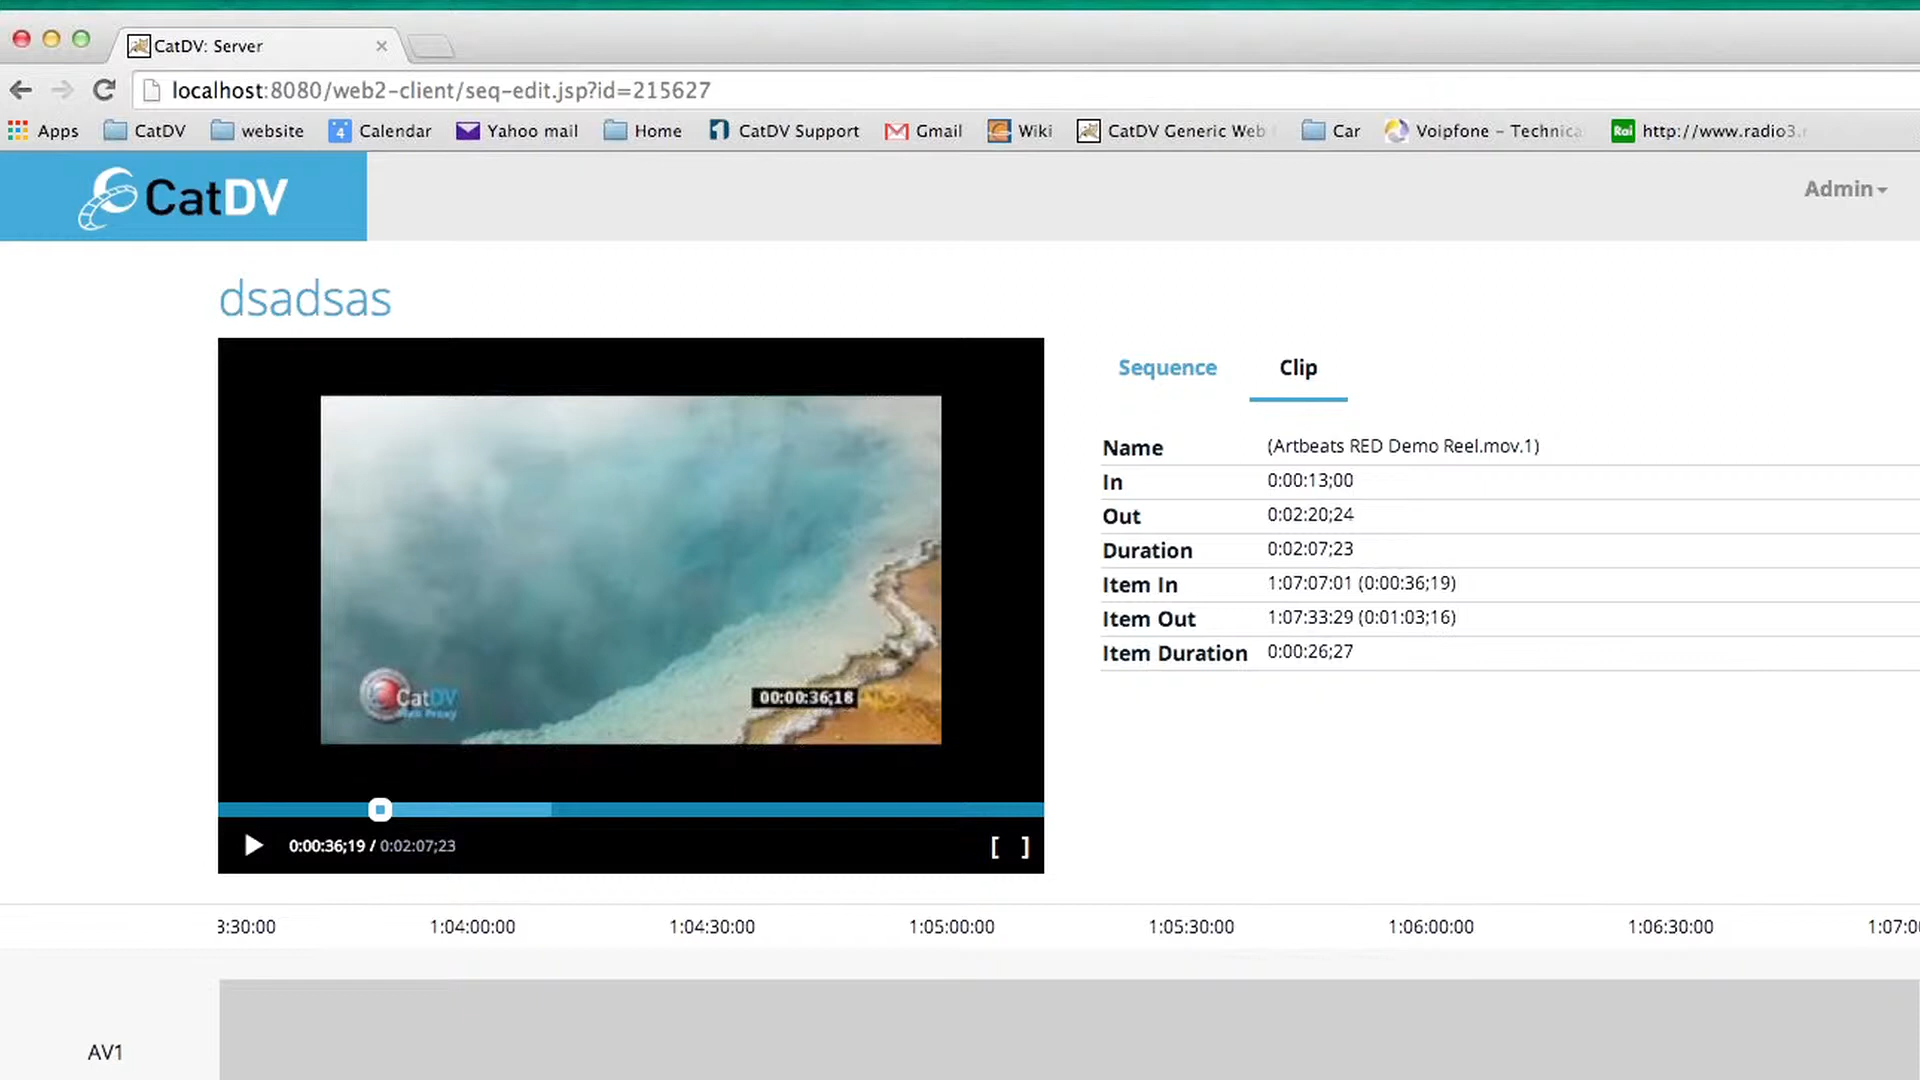 CatDV: Server
localhost:8080/web2-client/seq-edit.jsp?id=215627
Apps CatDV website 4 Calendar Yahoo mail Home CatDV Support Gmail Wiki CatDV Generic Web Car Voipfone – Technica Rai http://www.radio3.r
CatDV
Admin
dsadsas
Sequence Clip
Name (Artbeats RED Demo Reel.mov.1)
In 0:00:13;00
Out 0:02:20;24
Duration 0:02:07;23
Item In 1:07:07:01 (0:00:36;19)
Item Out 1:07:33:29 (0:01:03;16)
Item Duration 0:00:26;27
CatDV 00:00:36;18
Proxy
0:00:36;19 / 0:02:07;23 [ ]
3:30:00 1:04:00:00 1:04:30:00 1:05:00:00 1:05:30:00 1:06:00:00 1:06:30:00 1:07:0
AV1